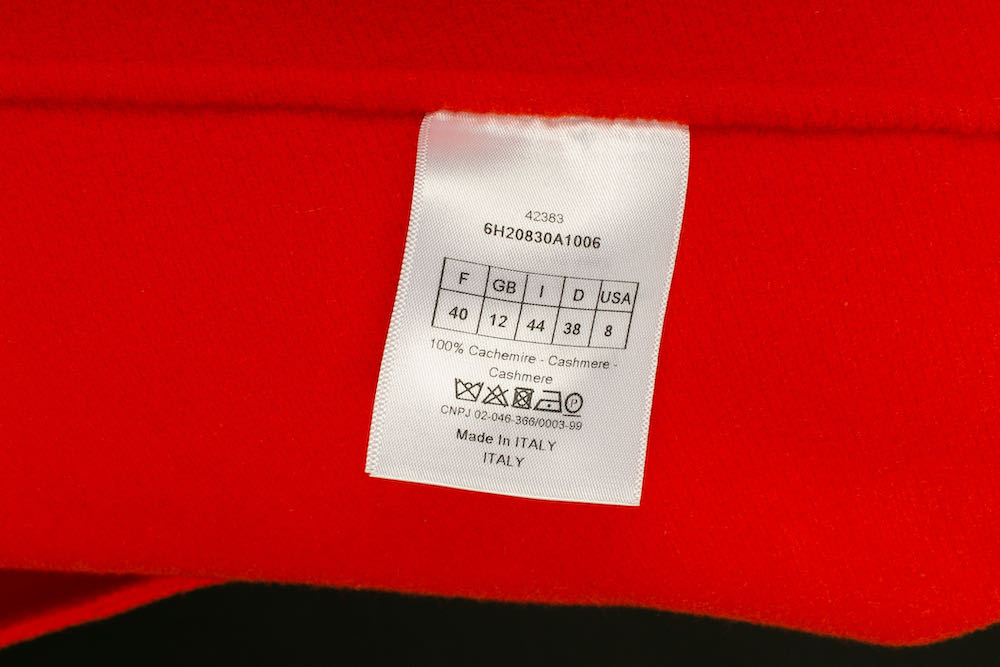 42383
6H20830A1006
F GB I D USA
40 12 44 38 8
100% Cachemire - Cashmere -
Cashmere
P
CNPJ 02-046-366/0003-99
Made In ITALY
ITALY